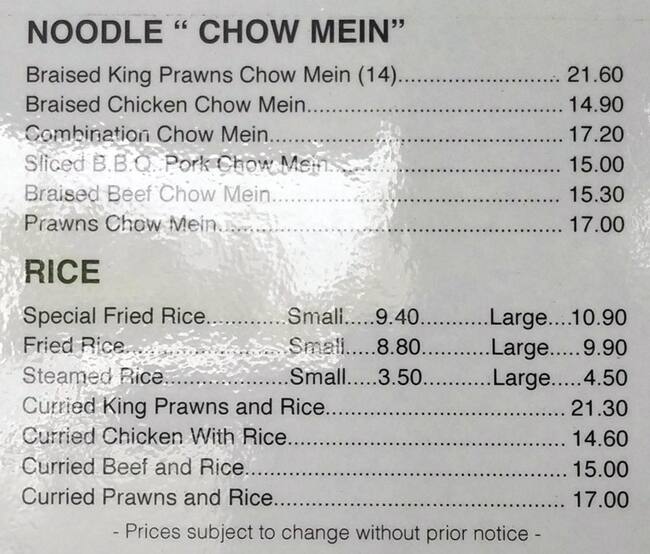 NOODLE “ CHOW MEIN”
Braised King Prawns Chow Mein (14)............................ 21.60
Braised Chicken Chow Mein.......................................... 14.90
Combination Chow Mein................................................ 17.20
Sliced B.B.Q. Pork Chow Mein....................................... 15.00
Braised Beef Chow Mein................................................ 15.30
Prawns Chow Mein......................................................... 17.00
RICE
Special Fried Rice............Small.....9.40...........Large....10.90
Fried Rice.........................Small.....8.80...........Large.....9.90
Steamed Rice...................Small.....3.50...........Large.....4.50
Curried King Prawns and Rice....................................... 21.30
Curried Chicken With Rice............................................. 14.60
Curried Beef and Rice.................................................... 15.00
Curried Prawns and Rice............................................... 17.00
- Prices subject to change without prior notice -